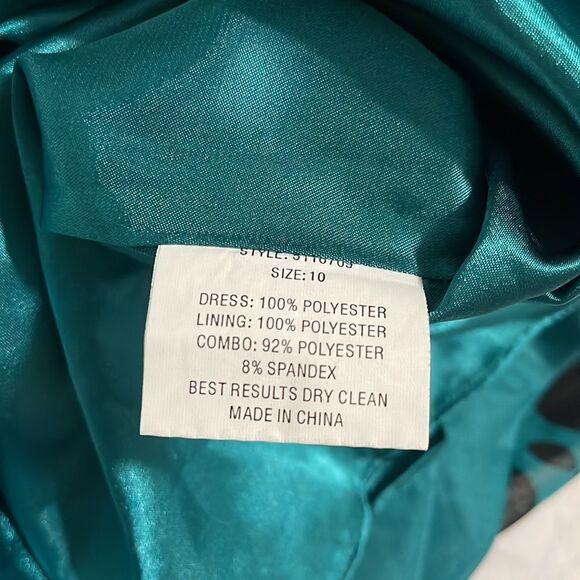 STYLE:
SIZE: 10
DRESS: 100% POLYESTER
LINING: 100% POLYESTER
COMBO: 92% POLYESTER
8% SPANDEX
BEST RESULTS DRY CLEAN
MADE IN CHINA